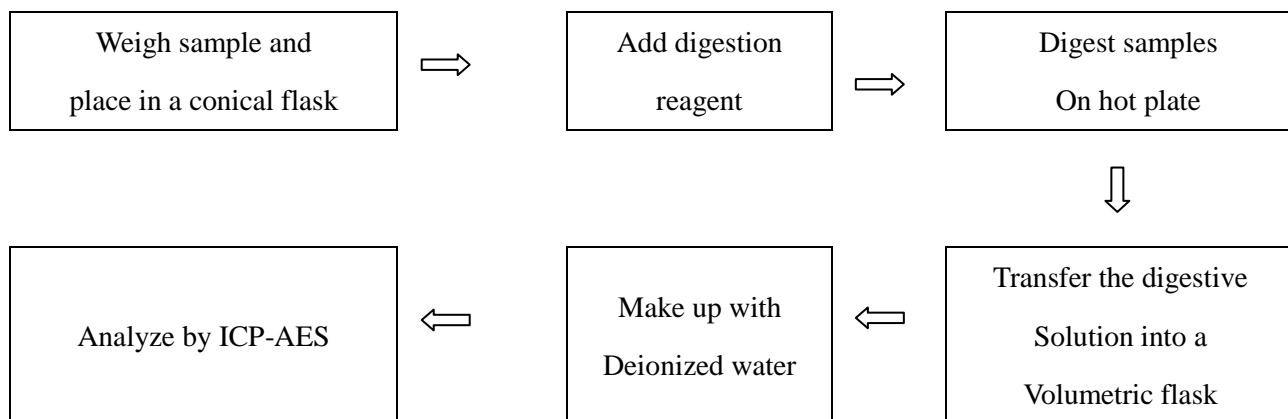 Weigh sample and
place in a conical flask
Add digestion
reagent
Digest samples
On hot plate
Transfer the digestive
Solution into a
Volumetric flask
Make up with
Deionized water
Analyze by ICP-AES